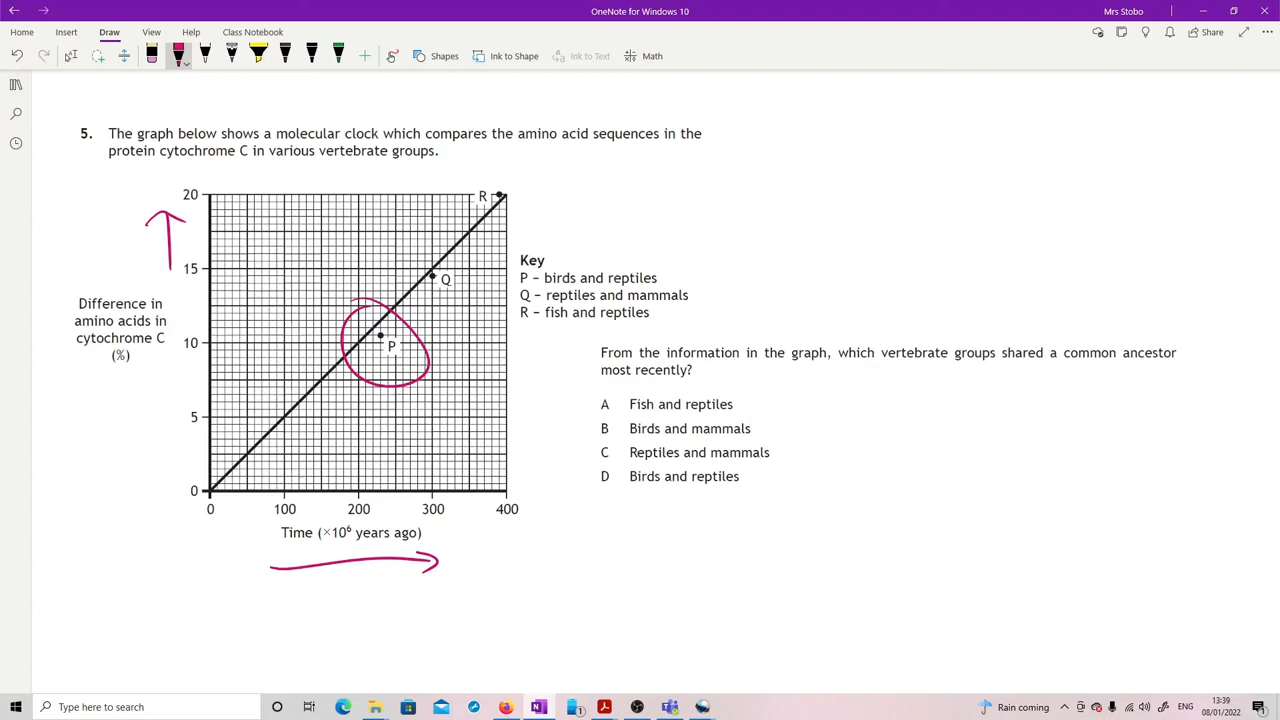 OneNote for Windows 10
Mrs Stobo
Home Insert Draw View Help Class Notebook
Share
Shapes Ink to Shape Ink to Text Math
5. The graph below shows a molecular clock which compares the amino acid sequences in the
protein cytochrome C in various vertebrate groups.
20
R
15
Q
Key
P – birds and reptiles
Q – reptiles and mammals
R – fish and reptiles
Difference in
amino acids in
cytochrome C
(%)
10
P
5
0
0 100 200 300 400
Time (×10⁶ years ago)
From the information in the graph, which vertebrate groups shared a common ancestor
most recently?
A Fish and reptiles
B Birds and mammals
C Reptiles and mammals
D Birds and reptiles
Type here to search
Rain coming
ENG
13:39
08/01/2022